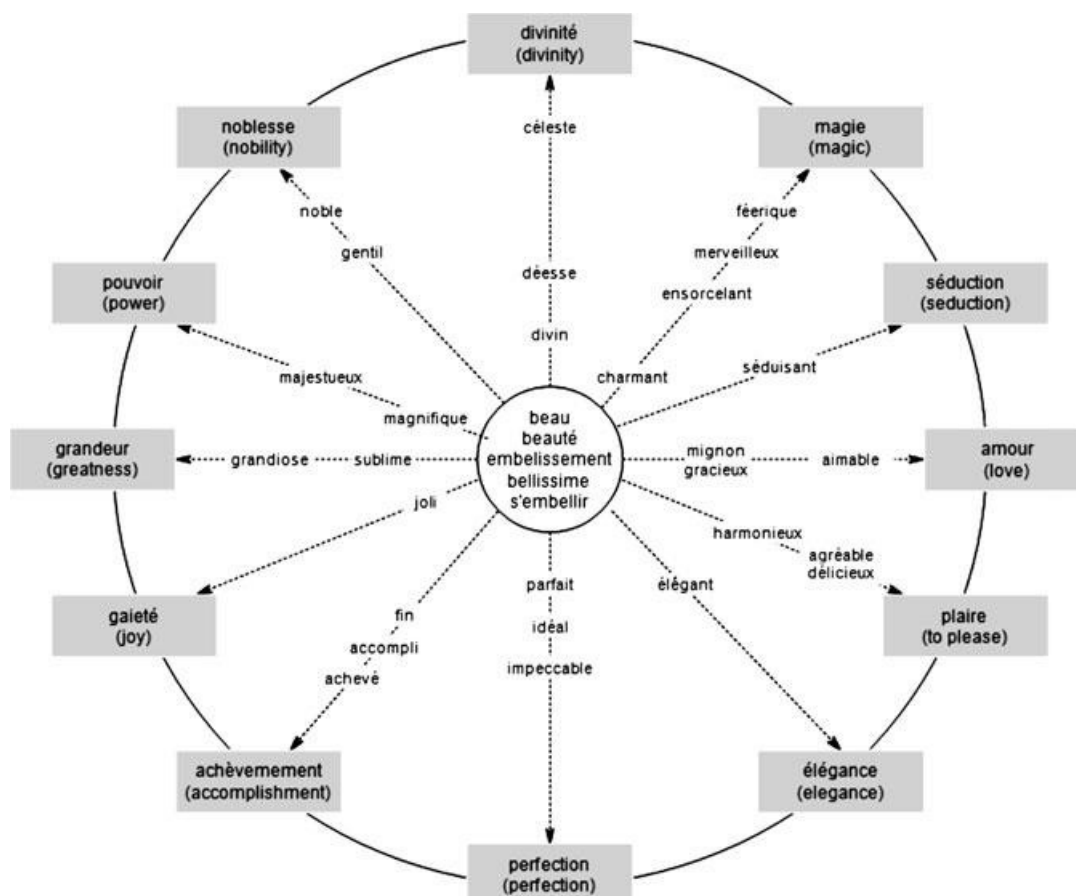 divinité
(divinity)
noblesse
(nobility)
céleste
magie
(magic)
noble
féerique
gentil
merveilleux
pouvoir
(power)
déesse
ensorcelant
séduction
(seduction)
divin
majestueux
charmant
séduisant
magnifique
beau
beauté
embelissement
bellissime
s'embellir
grandeur
(greatness)
grandiose
sublime
mignon
gracieux
aimable
amour
(love)
joli
harmonieux
agréable
délicieux
gaieté
(joy)
fin
accompli
achevé
parfait
idéal
impeccable
élégant
plaire
(to please)
achèvemement
(accomplishment)
élégance
(elegance)
perfection
(perfection)